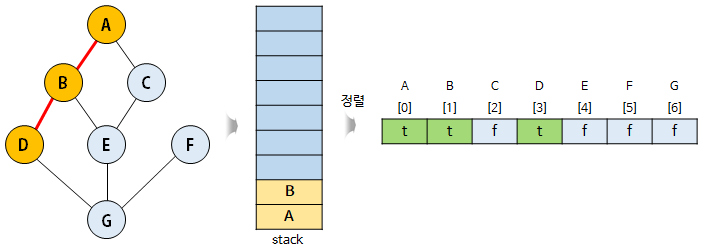 A
B
C
D
E
F
G
B
A
stack
정렬
A B C D E F G
[0] [1] [2] [3] [4] [5] [6]
t t f t f f f